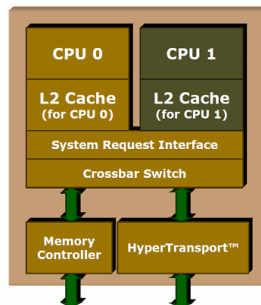 CPU 0
CPU 1
L2 Cache
(for CPU 0)
L2 Cache
(for CPU 1)
System Request Interface
Crossbar Switch
Memory
Controller
HyperTransport™